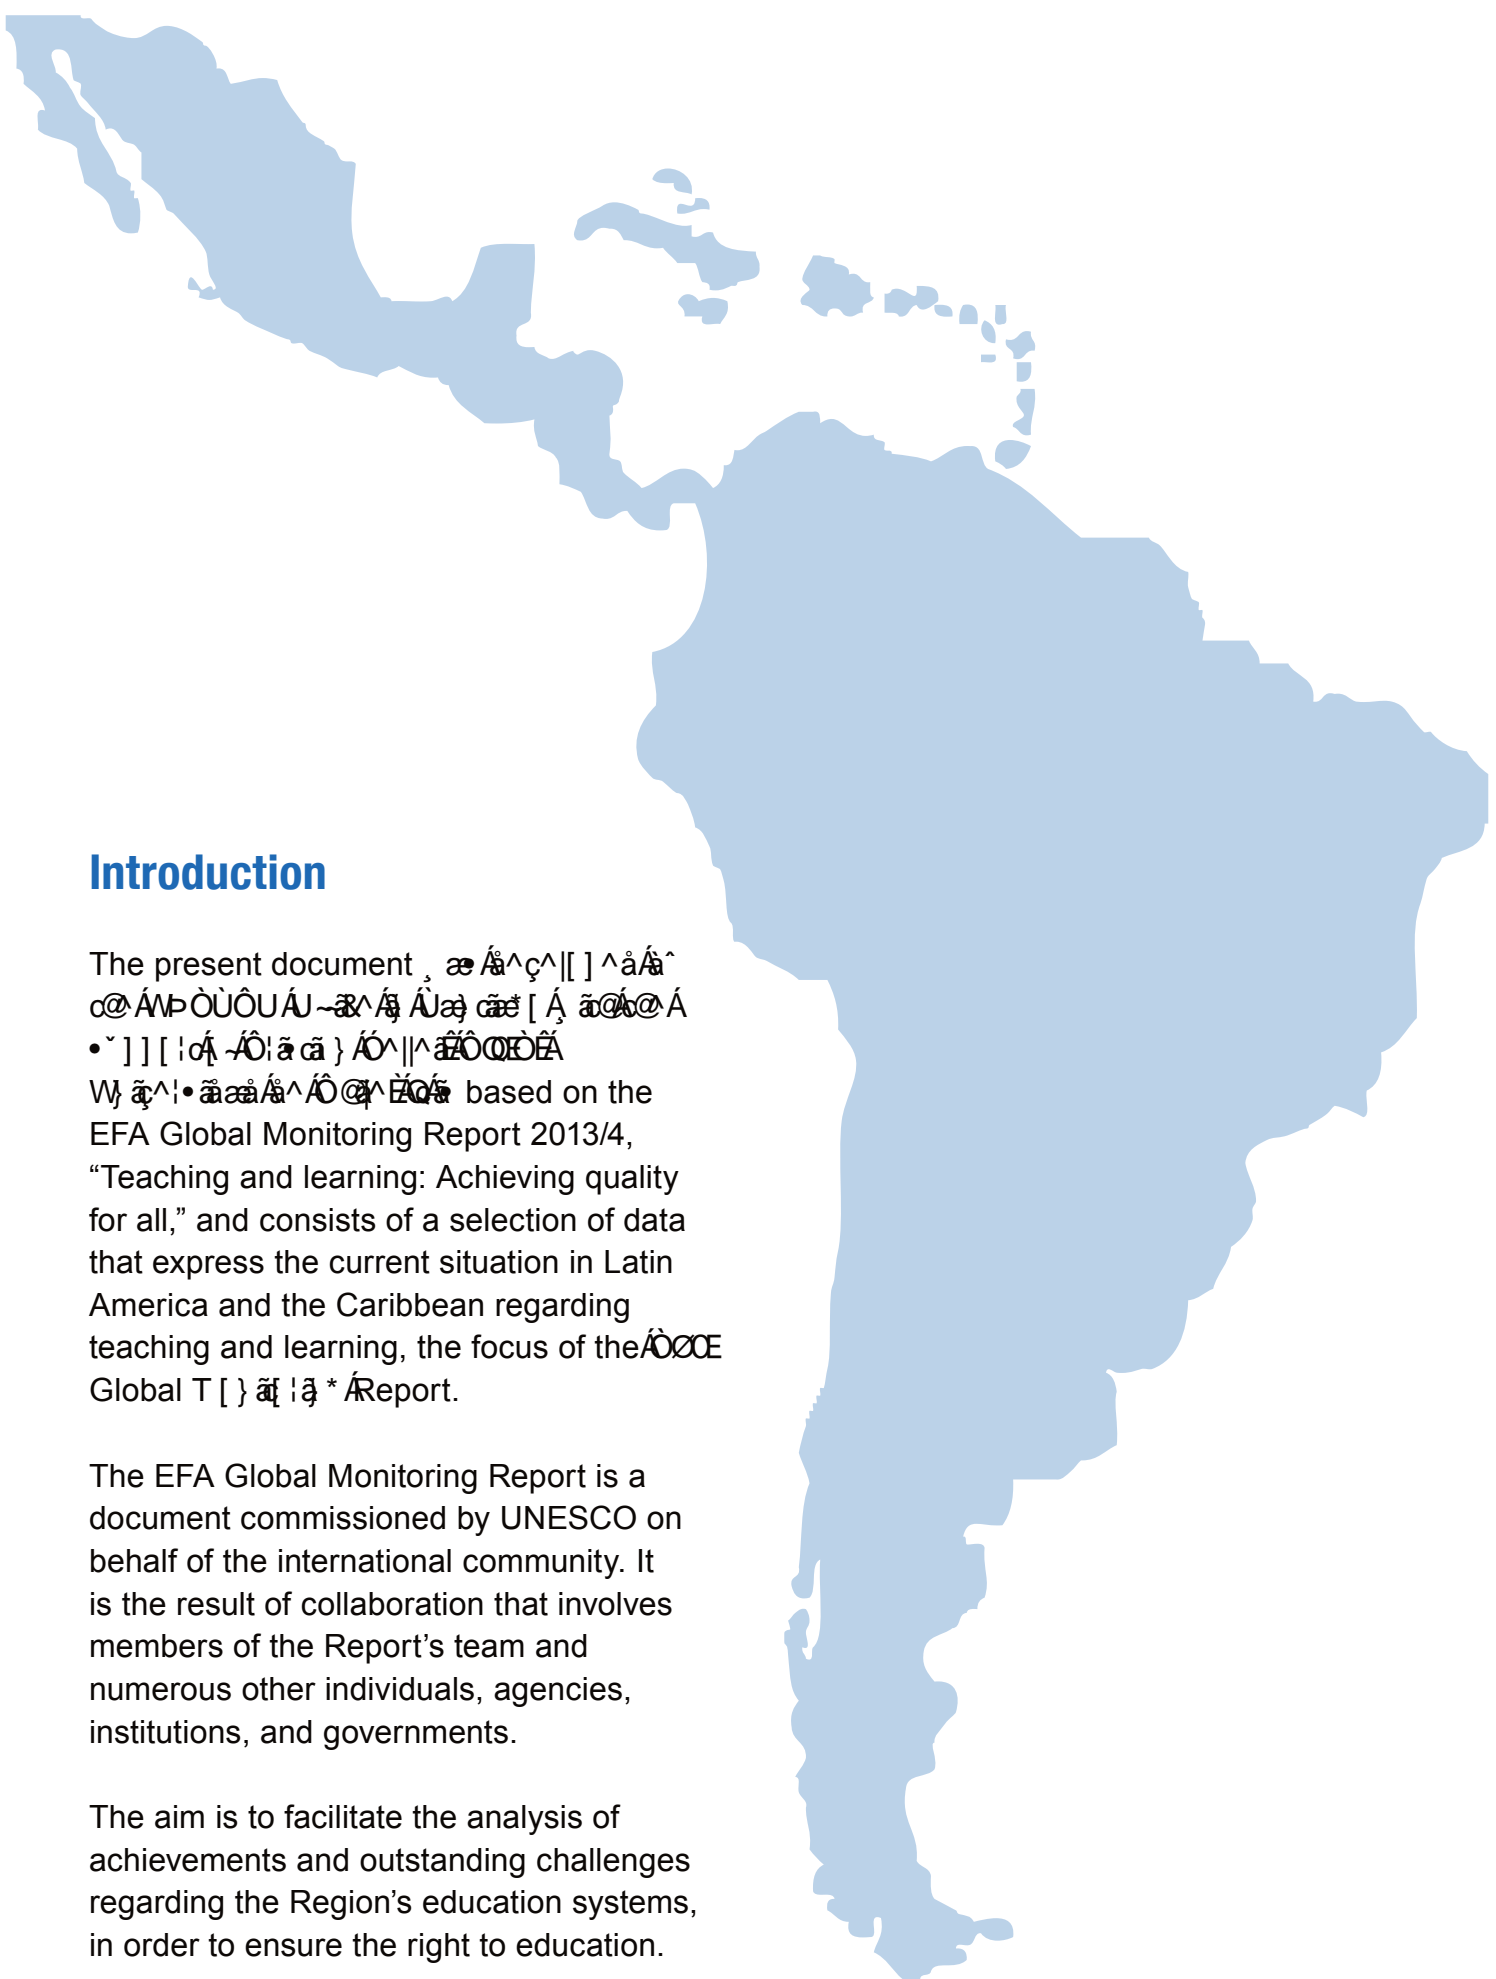 Introduction
The present document
based on the
EFA Global Monitoring Report 2013/4,
“Teaching and learning: Achieving quality
for all,” and consists of a selection of data
that express the current situation in Latin
America and the Caribbean regarding
teaching and learning, the focus of the
Global Report.
The EFA Global Monitoring Report is a
document commissioned by UNESCO on
behalf of the international community. It
is the result of collaboration that involves
members of the Report’s team and
numerous other individuals, agencies,
institutions, and governments.
The aim is to facilitate the analysis of
achievements and outstanding challenges
regarding the Region’s education systems,
in order to ensure the right to education.